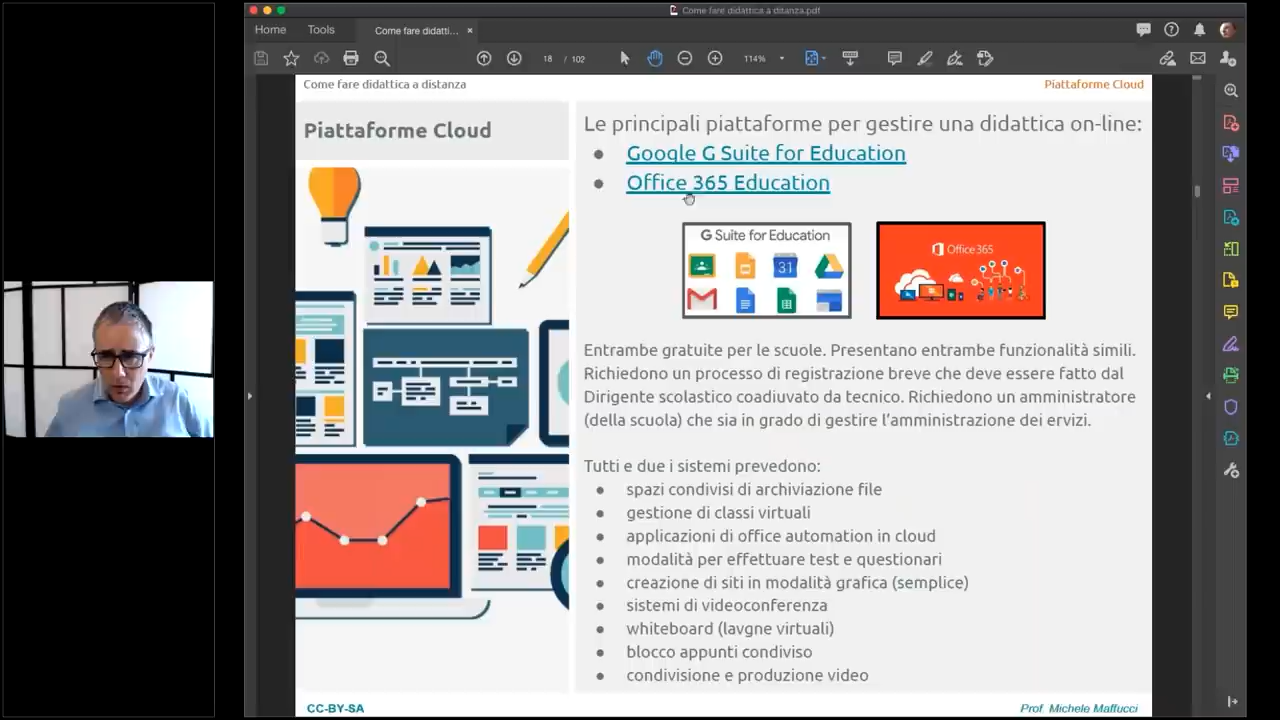 Come fare didattica a ditanza.pdf
Home Tools Come fare didatti... ×
18 / 102 114%
Come fare didattica a distanza Piattaforme Cloud
Piattaforme Cloud
Le principali piattaforme per gestire una didattica on-line:
● Google G Suite for Education
● Office 365 Education
G Suite for Education
31
Office 365
Entrambe gratuite per le scuole. Presentano entrambe funzionalità simili.
Richiedono un processo di registrazione breve che deve essere fatto dal
Dirigente scolastico coadiuvato da tecnico. Richiedono un amministratore
(della scuola) che sia in grado di gestire l’amministrazione dei ervizi.
Tutti e due i sistemi prevedono:
● spazi condivisi di archiviazione file
● gestione di classi virtuali
● applicazioni di office automation in cloud
● modalità per effettuare test e questionari
● creazione di siti in modalità grafica (semplice)
● sistemi di videoconferenza
● whiteboard (lavgne virtuali)
● blocco appunti condiviso
● condivisione e produzione video
CC-BY-SA Prof. Michele Maffucci